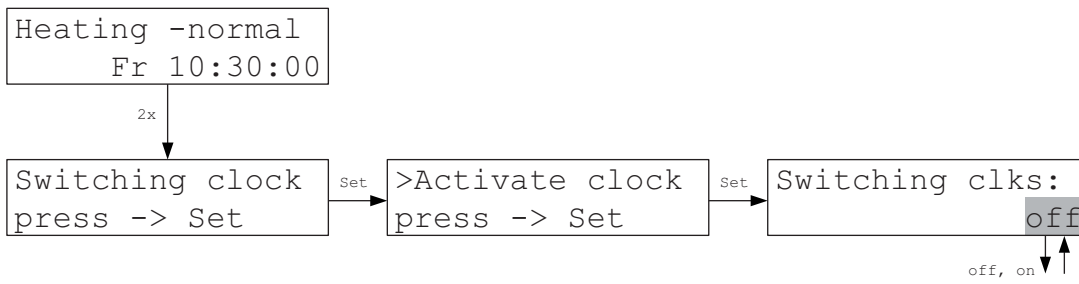 Heating -normal
Fr 10:30:00
2x
Switching clock
press -> Set
Set
>Activate clock
press -> Set
Set
Switching clks:
off
off, on